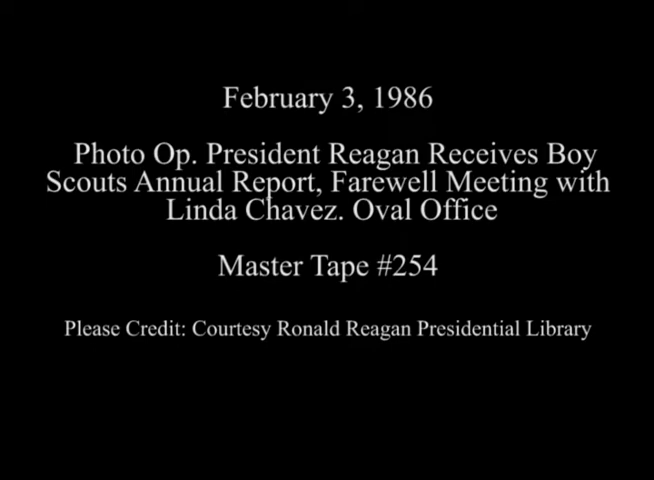 February 3, 1986
Photo Op. President Reagan Receives Boy
Scouts Annual Report, Farewell Meeting with
Linda Chavez. Oval Office
Master Tape #254
Please Credit: Courtesy Ronald Reagan Presidential Library